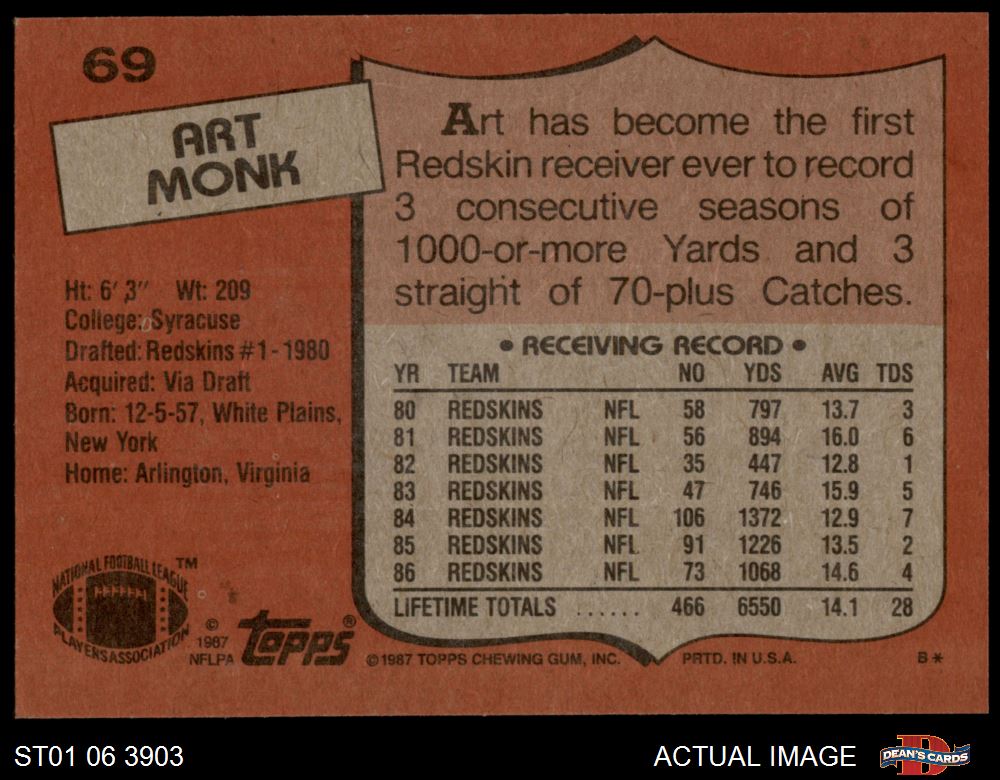 69
ART
MONK
Ht: 6' 3" Wt: 209
College: Syracuse
Drafted: Redskins #1-1980
Acquired: Via Draft
Born: 12-5-57, White Plains,
New York
Home: Arlington, Virginia
NATIONAL FOOTBALL LEAGUE
PLAYERS ASSOCIATION
TM
© 1987
NFLPA
topps®
Art has become the first
Redskin receiver ever to record
3 consecutive seasons of
1000-or-more Yards and 3
straight of 70-plus Catches.
• RECEIVING RECORD •
YR TEAM NO YDS AVG TDS
80 REDSKINS NFL 58 797 13.7 3
81 REDSKINS NFL 56 894 16.0 6
82 REDSKINS NFL 35 447 12.8 1
83 REDSKINS NFL 47 746 15.9 5
84 REDSKINS NFL 106 1372 12.9 7
85 REDSKINS NFL 91 1226 13.5 2
86 REDSKINS NFL 73 1068 14.6 4
LIFETIME TOTALS ...... 466 6550 14.1 28
©1987 TOPPS CHEWING GUM, INC. PRTD. IN U.S.A. B*
ST01 06 3903
ACTUAL IMAGE
DEAN'S CARDS